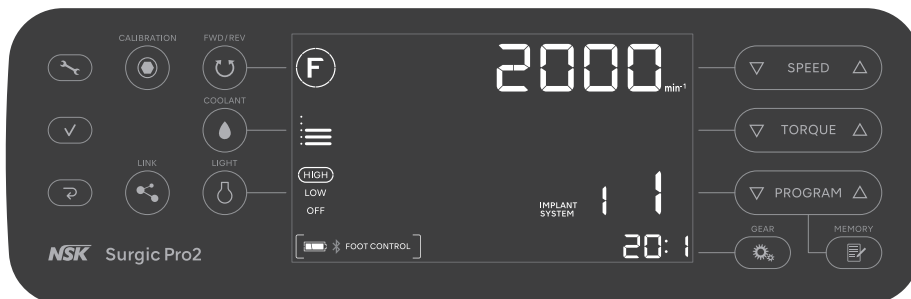 CALIBRATION
FWD/REV
F
2000
min-1
SPEED
COOLANT
TORQUE
LINK
LIGHT
HIGH
LOW
OFF
IMPLANT
SYSTEM
1
1
PROGRAM
FOOT CONTROL
20:1
GEAR
MEMORY
NSK Surgic Pro2